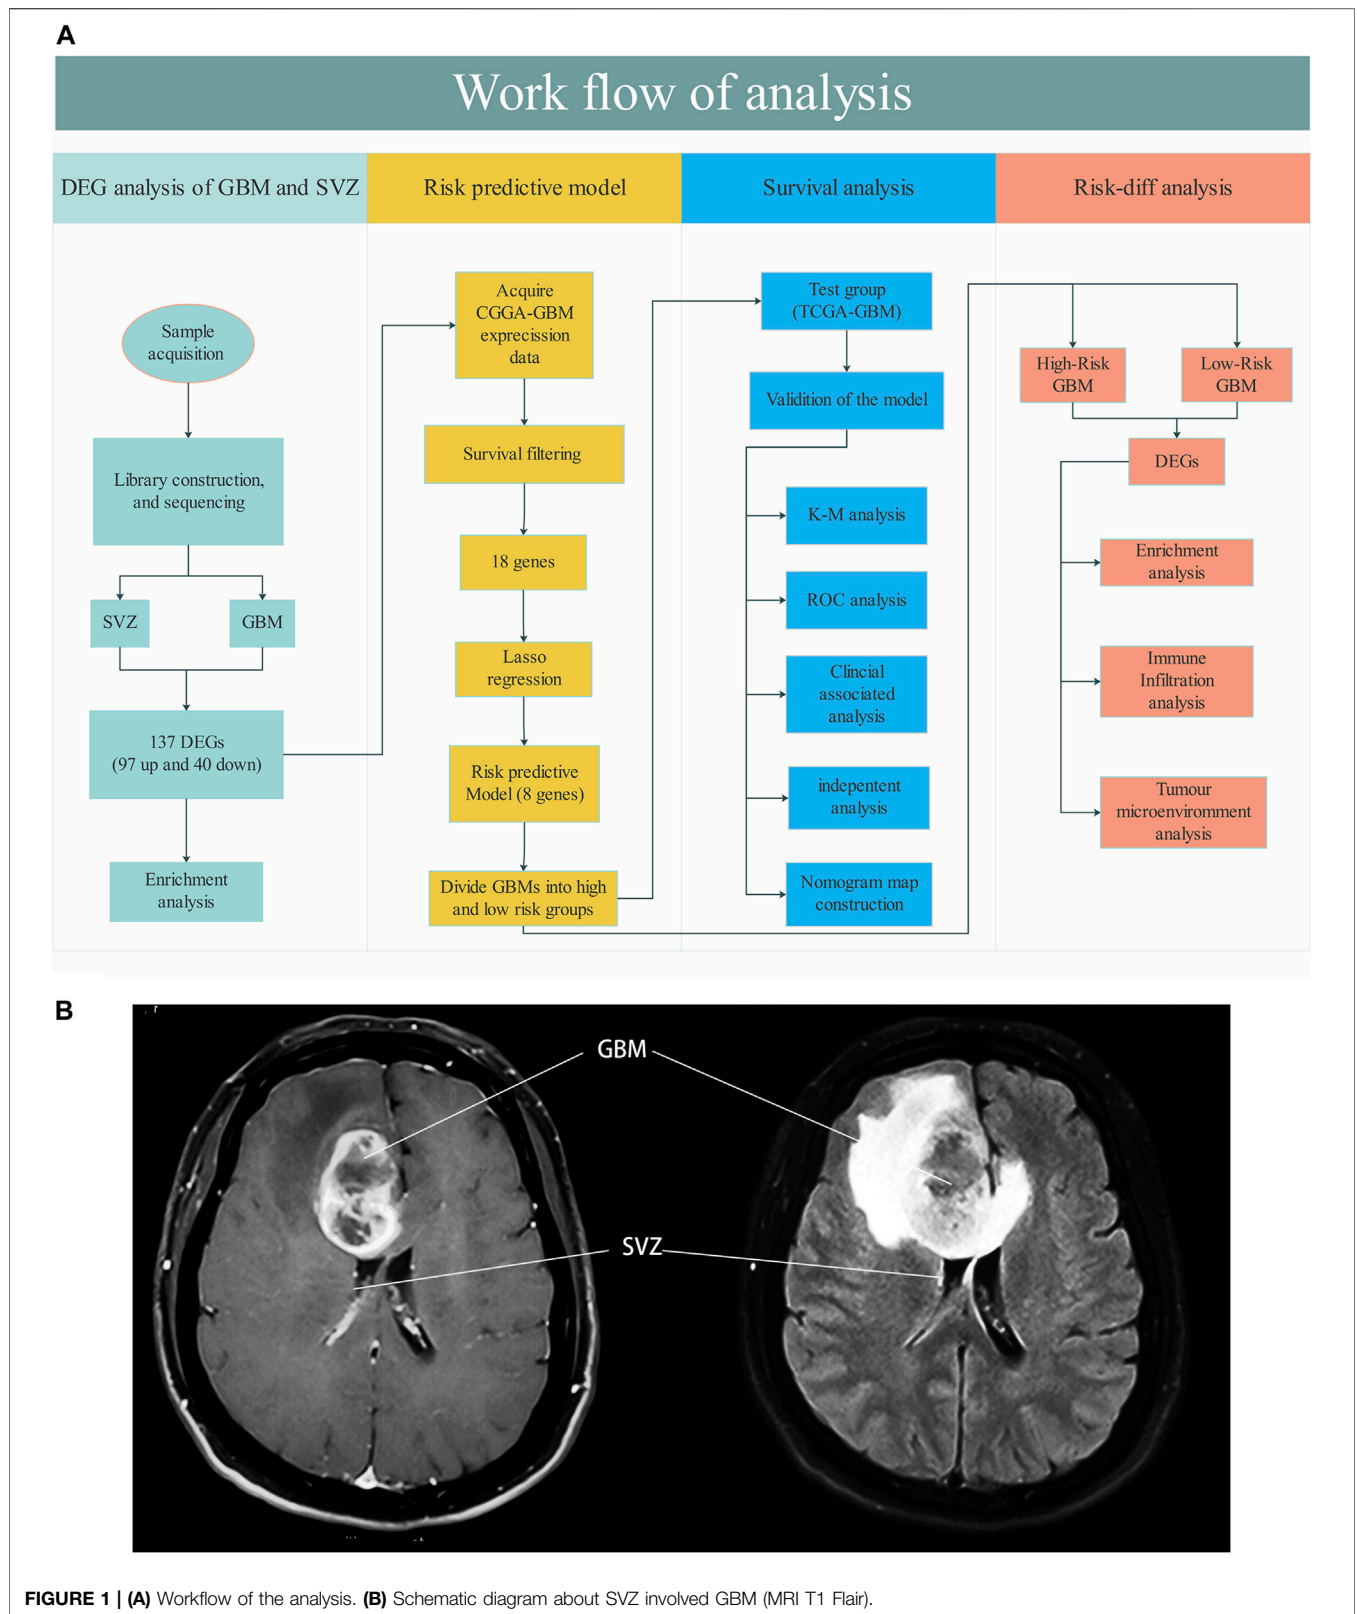 A
Work flow of analysis
DEG analysis of GBM and SVZ
Risk predictive model
Survival analysis
Risk-diff analysis
Sample
acquisition
Library construction,
and sequencing
SVZ
GBM
137 DEGs
(97 up and 40 down)
Enrichment
analysis
Acquire
CGGA-GBM
exprecission
data
Survival filtering
18 genes
Lasso
regression
Risk predictive
Model (8 genes)
Divide GBMs into high
and low risk groups
Test group
(TCGA-GBM)
Validition of the model
K-M analysis
ROC analysis
Clincial
associated
analysis
indepentent
analysis
Nomogram map
construction
High-Risk
GBM
Low-Risk
GBM
DEGs
Enrichment
analysis
Immune
Infiltration
analysis
Tumour
microenviromment
analysis
B
GBM
SVZ
FIGURE 1 | (A) Workflow of the analysis. (B) Schematic diagram about SVZ involved GBM (MRI T1 Flair).